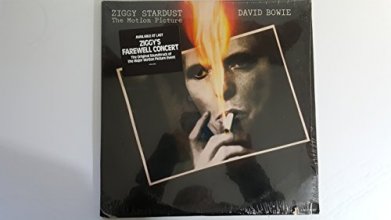 ZIGGY STARDUST
The Motion Picture
DAVID BOWIE
AVAILABLE AT LAST
ZIGGY'S
FAREWELL CONCERT
The Original Soundtrack of
the Major Motion Picture Event